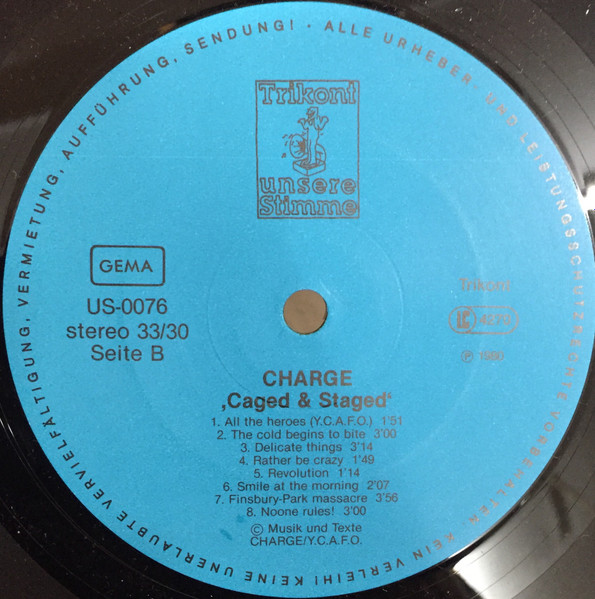 ALLE URHEBER- UND LEISTUNGSSCHUTZRECHTE VORBEHALTEN. KEIN VERLEIH! KEINE UNERLAUBTE VERVIELFÄLTIGUNG, VERMIETUNG, AUFFÜHRUNG, SENDUNG! ·
Trikont
unsere
Stimme
GEMA
US-0076
stereo 33/30
Seite B
Trikont
LC
Ⓟ 1980
CHARGE
‚Caged & Staged‘
1. All the heroes (Y.C.A.F.O.) 1'51
2. The cold begins to bite 3'00
3. Delicate things 3'14
4. Rather be crazy 1'49
5. Revolution 1'14
6. Smile at the morning 2'07
7. Finsbury-Park massacre 3'56
8. Noone rules! 3'00
© Musik und Texte
CHARGE/Y.C.A.F.O.